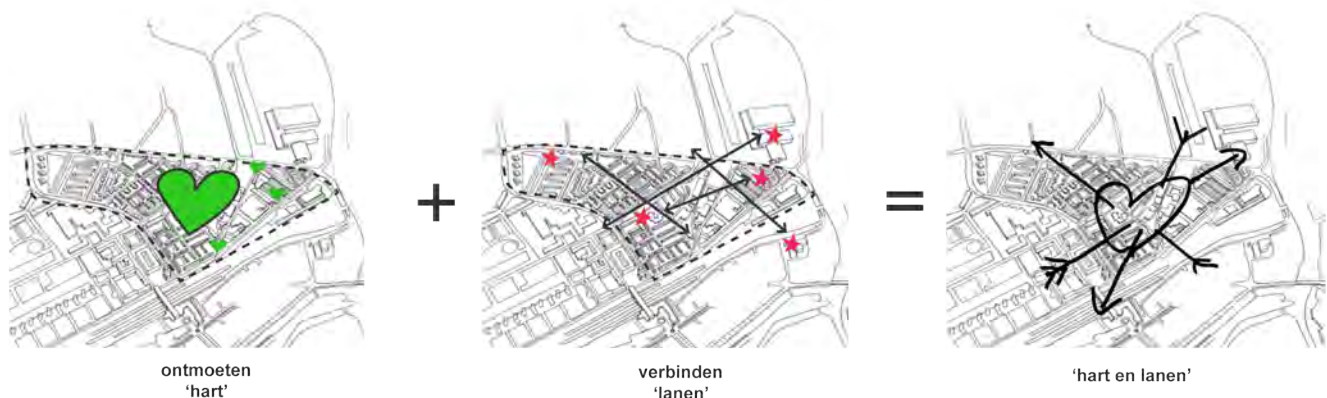 +
=
ontmoeten
'hart'
verbinden
'lanen'
'hart en lanen'